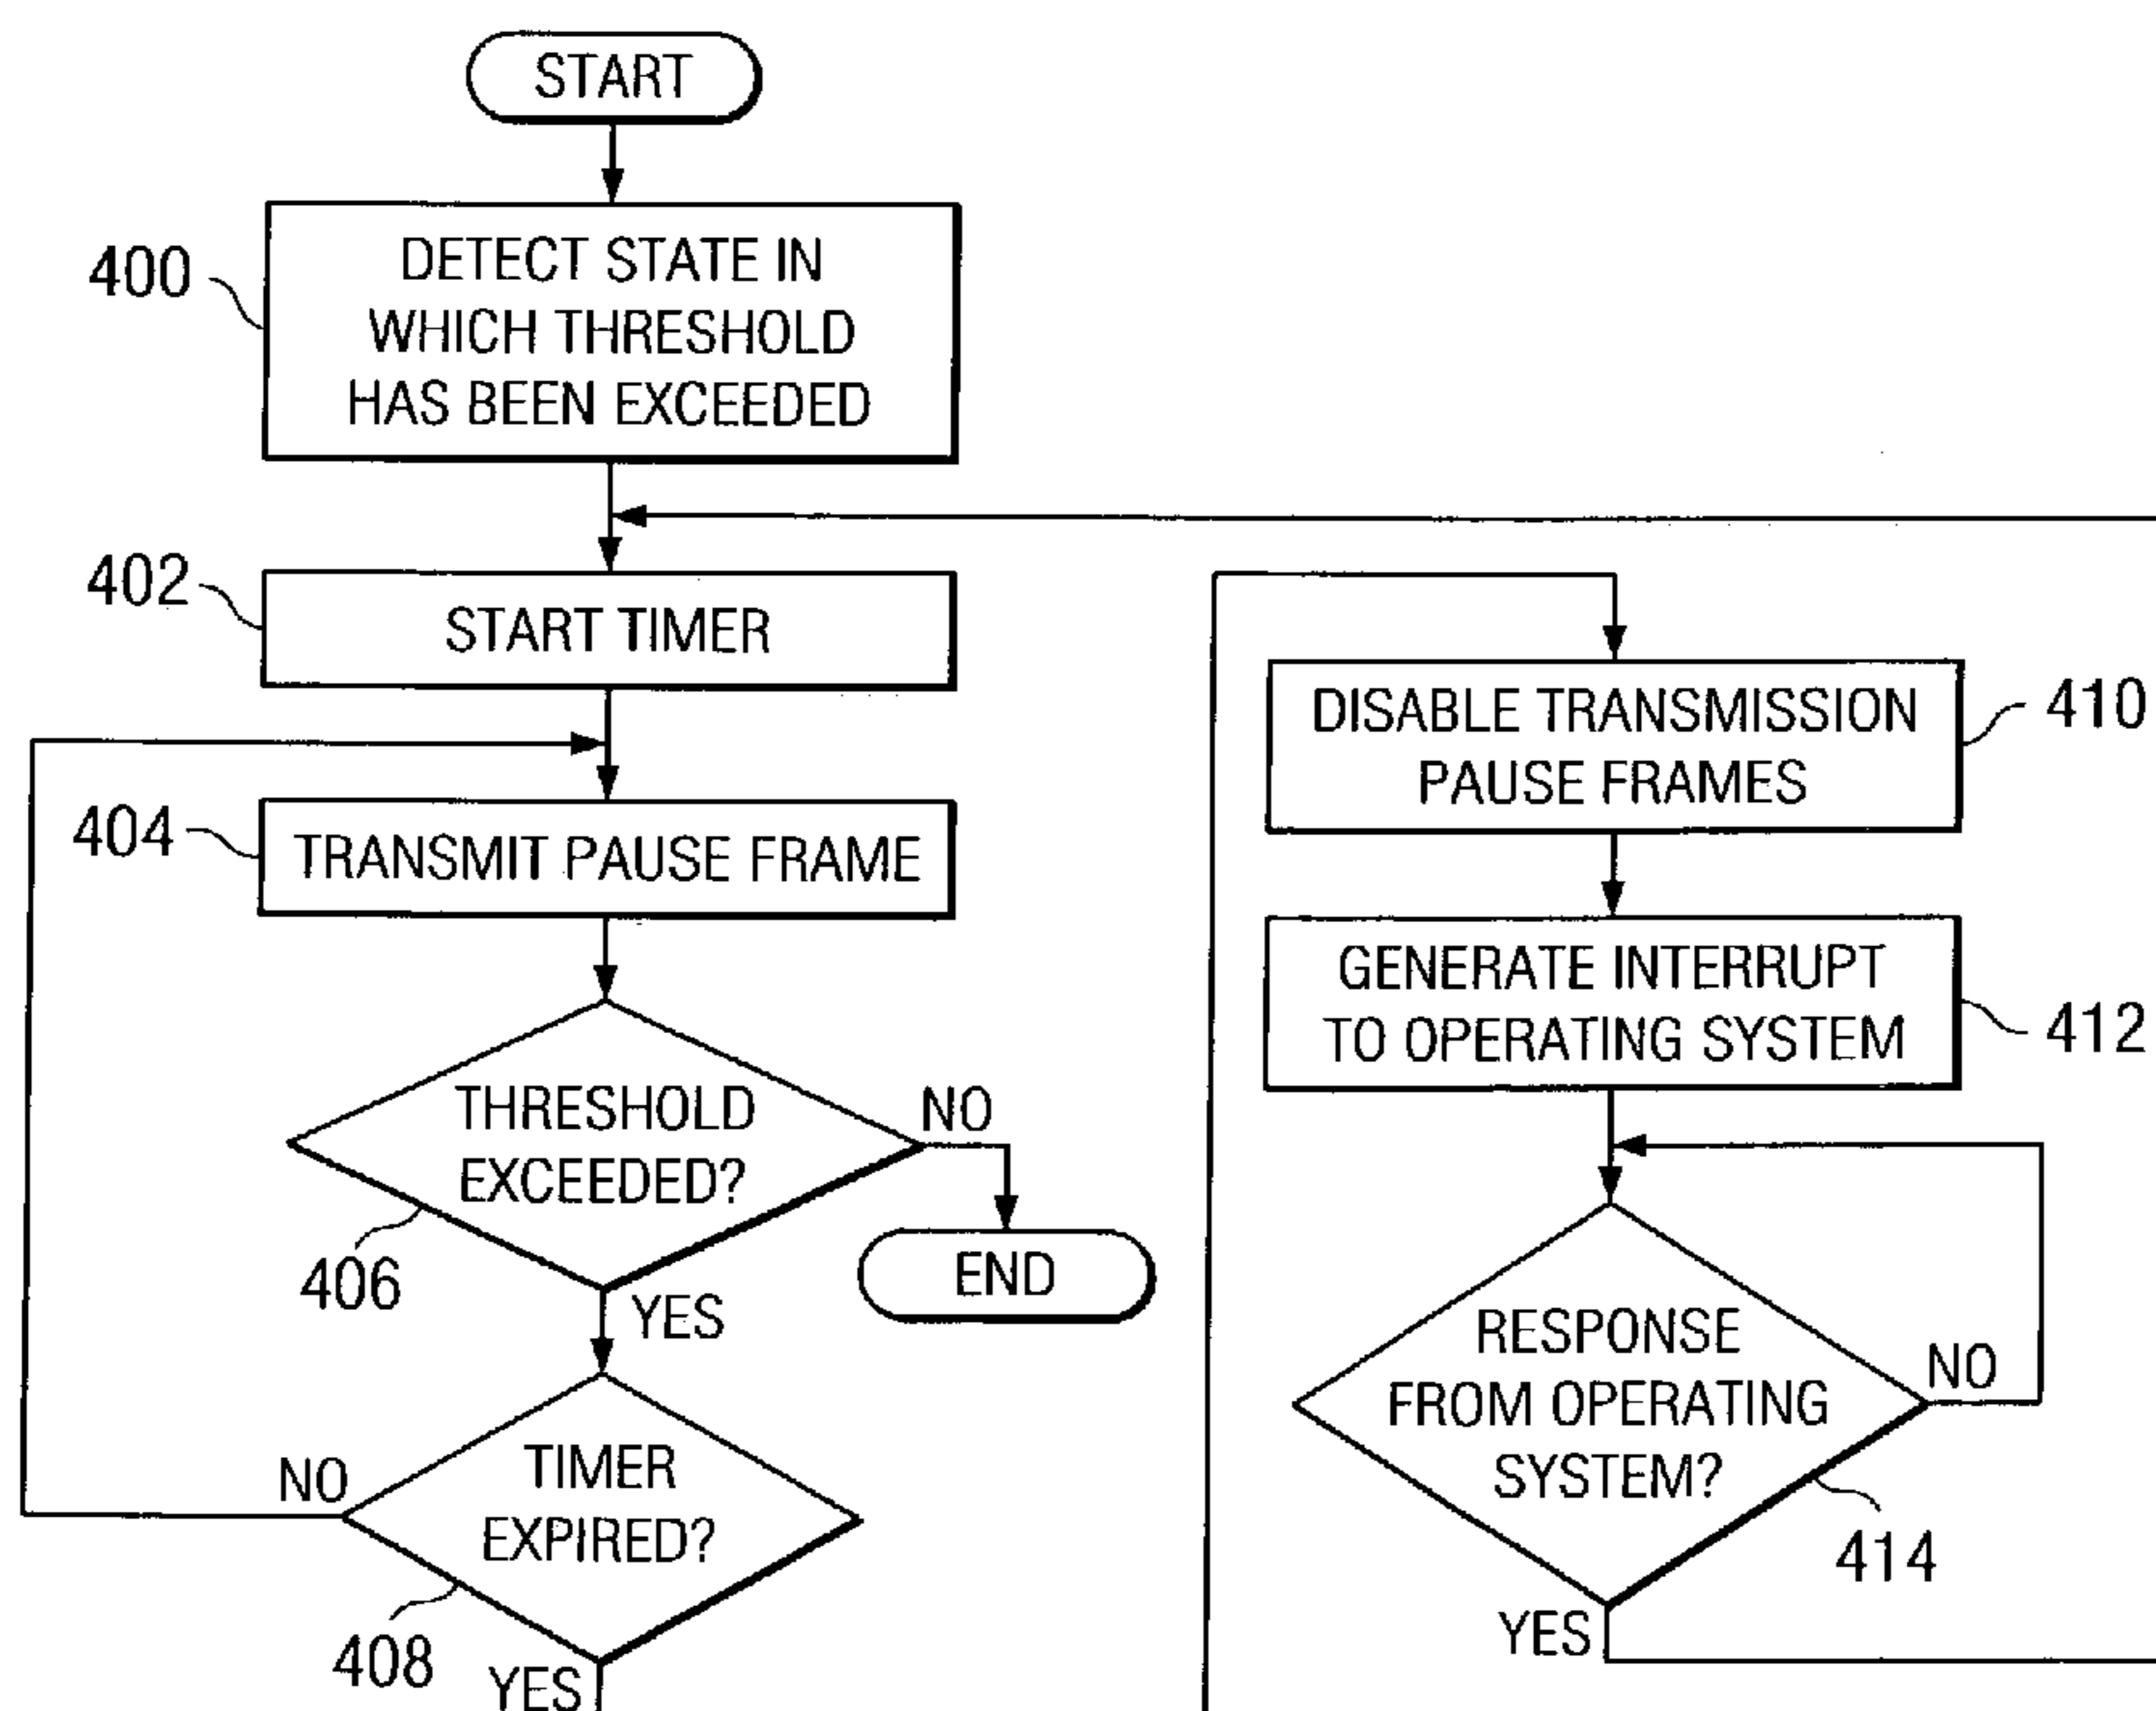 START
400
DETECT STATE IN
WHICH THRESHOLD
HAS BEEN EXCEEDED
402
START TIMER
404
TRANSMIT PAUSE FRAME
THRESHOLD
EXCEEDED?
NO
406
END
YES
TIMER
EXPIRED?
NO
408
YES
DISABLE TRANSMISSION
PAUSE FRAMES
410
GENERATE INTERRUPT
TO OPERATING SYSTEM
412
RESPONSE
FROM OPERATING
SYSTEM?
NO
414
YES